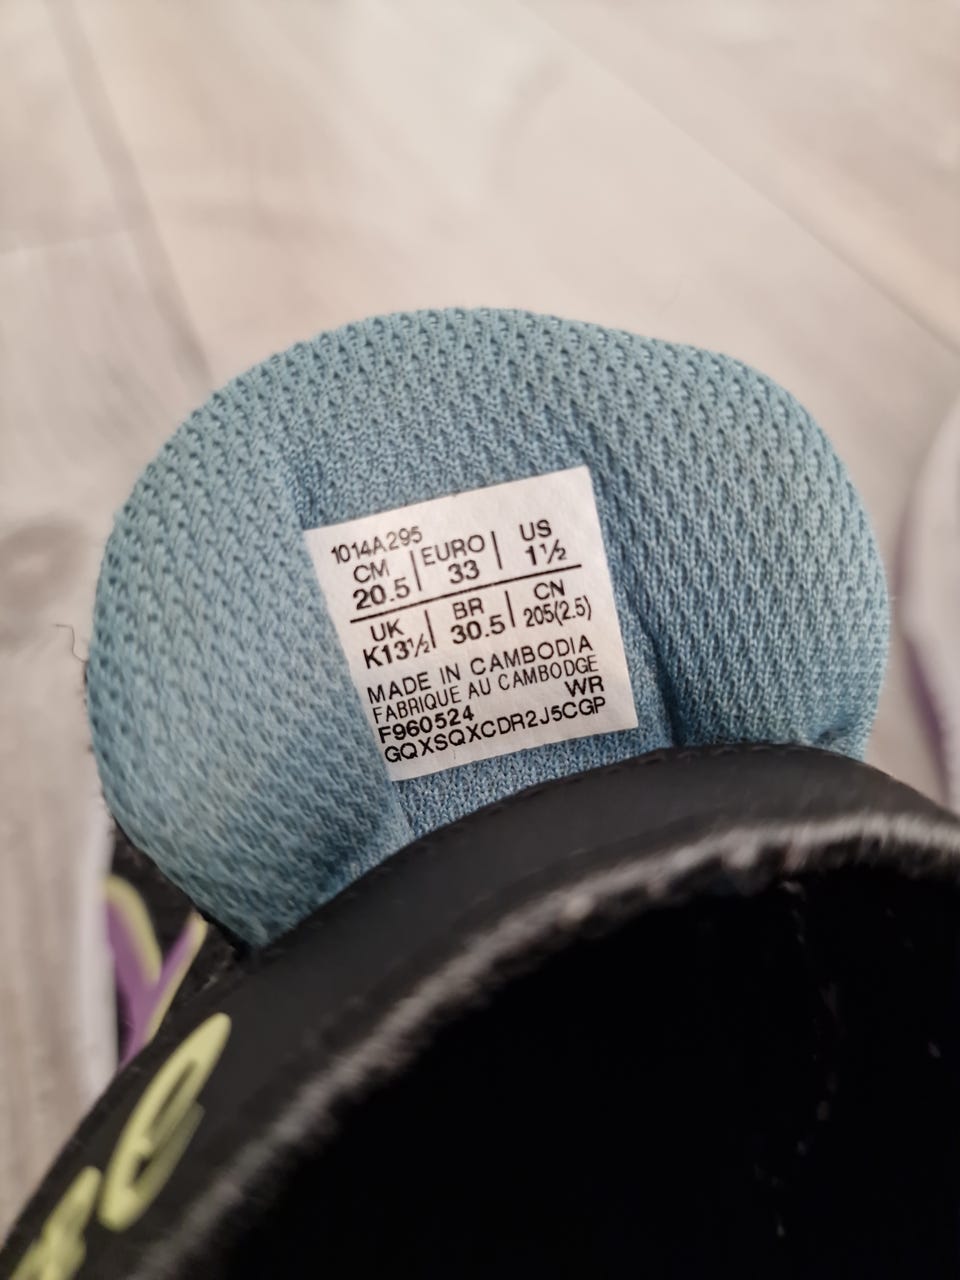 1014A295
CM | EURO | US
20.5 | 33 | 1½
UK | BR | CN
K13½ | 30.5 | 205(2.5)
MADE IN CAMBODIA
FABRIQUE AU CAMBODGE
F960524 WR
GQXSQXCDR2J5CGP